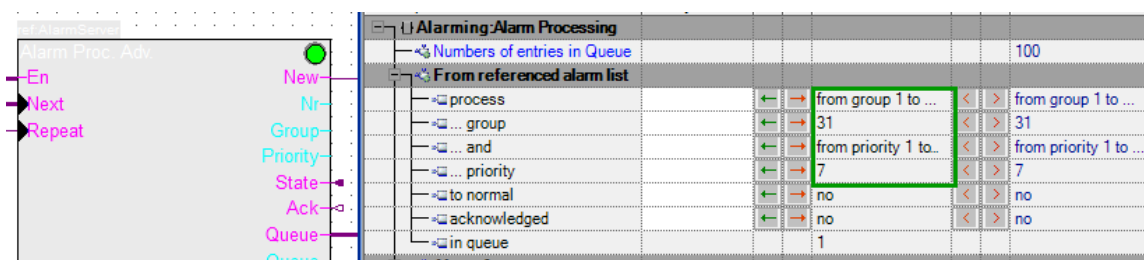 ref:AlarmServer
Alarm Proc. Adv.
En
New
Next
Nr
Repeat
Group
Priority
State
Ack
Queue
Queue
Alarming:Alarm Processing
Numbers of entries in Queue 100
From referenced alarm list
process from group 1 to ... from group 1 to ...
... group 31 31
... and from priority 1 to... from priority 1 to ...
... priority 7 7
to normal no no
acknowledged no no
in queue 1